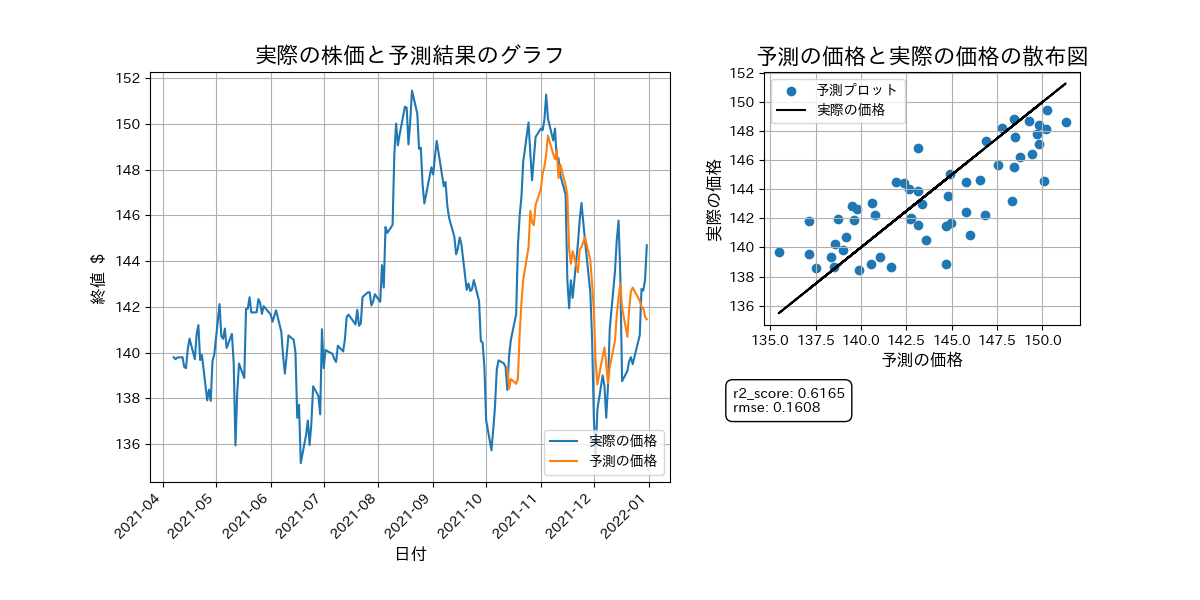 実際の株価と予測結果のグラフ
152
150
148
146
144
142
140
138
136
終値 $
2021-04
2021-05
2021-06
2021-07
2021-08
2021-09
2021-10
2021-11
2021-12
2022-01
日付
実際の価格
予測の価格
予測の価格と実際の価格の散布図
予測プロット
実際の価格
152
150
148
146
144
142
140
138
136
実際の価格
135.0 137.5 140.0 142.5 145.0 147.5 150.0
予測の価格
r2_score: 0.6165
rmse: 0.1608